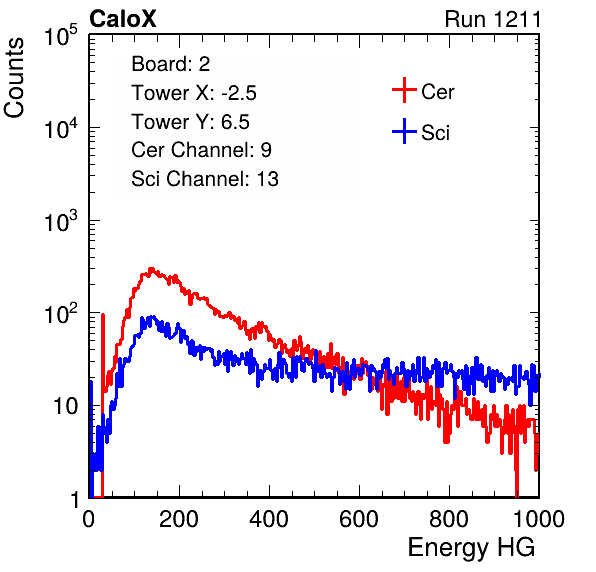 CaloX Run 1211
Counts
Board: 2
Tower X: -2.5
Tower Y: 6.5
Cer Channel: 9
Sci Channel: 13
Cer
Sci
10^5
10^4
10^3
10^2
10
1
0 200 400 600 800 1000
Energy HG